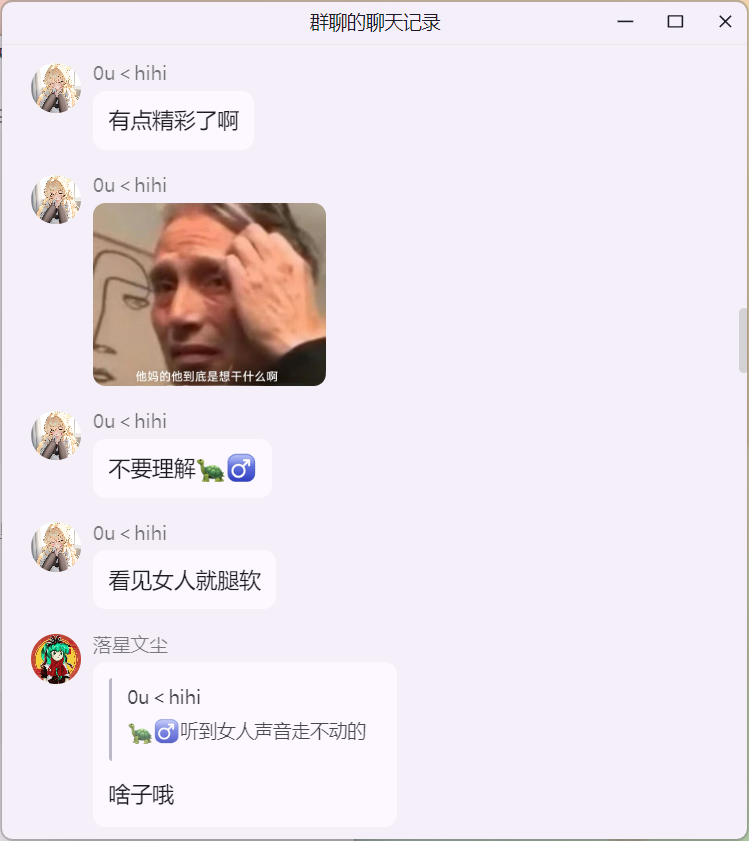 群聊的聊天记录
0u < hihi
有点精彩了啊
0u < hihi
他妈的他到底是想干什么啊
0u < hihi
不要理解🐢♂️
0u < hihi
看见女人就腿软
落星文尘
0u < hihi
🐢♂️听到女人声音走不动的
啥子哦